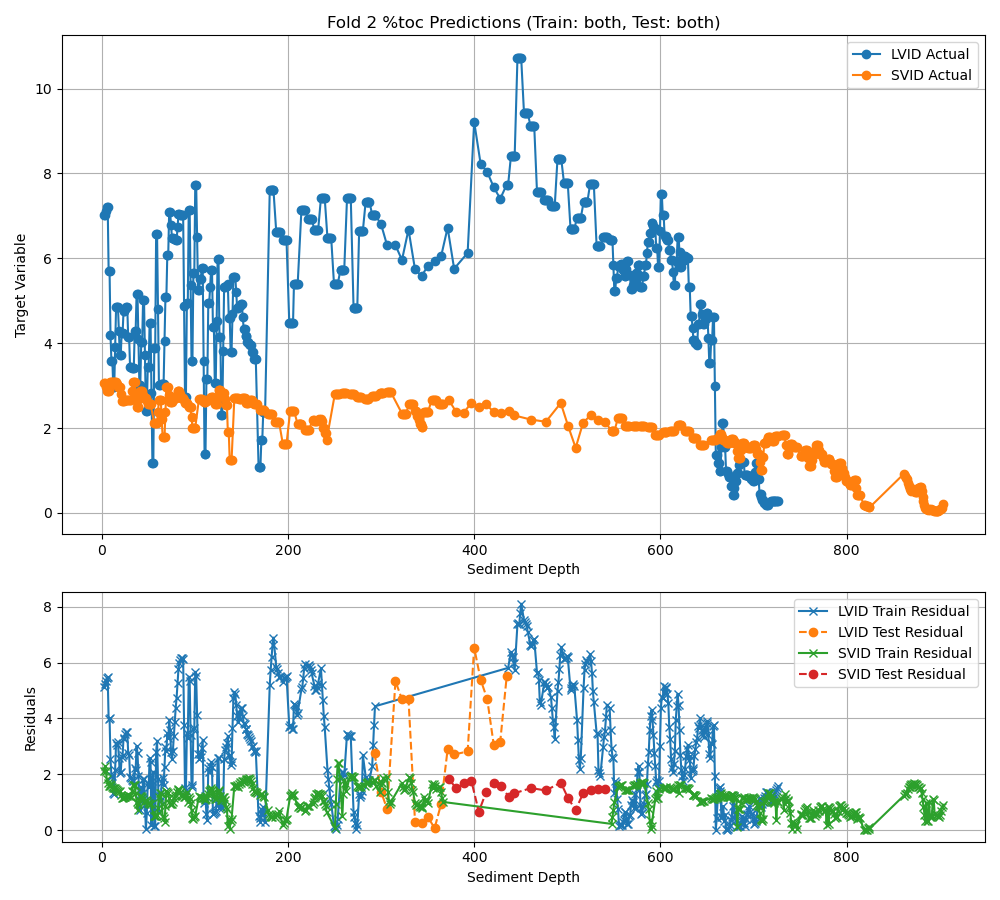 Fold 2 %toc Predictions (Train: both, Test: both)
LVID Actual
SVID Actual
Target Variable
10
8
6
4
2
0
0 200 400 600 800
Sediment Depth
LVID Train Residual
LVID Test Residual
SVID Train Residual
SVID Test Residual
Residuals
8
6
4
2
0
0 200 400 600 800
Sediment Depth